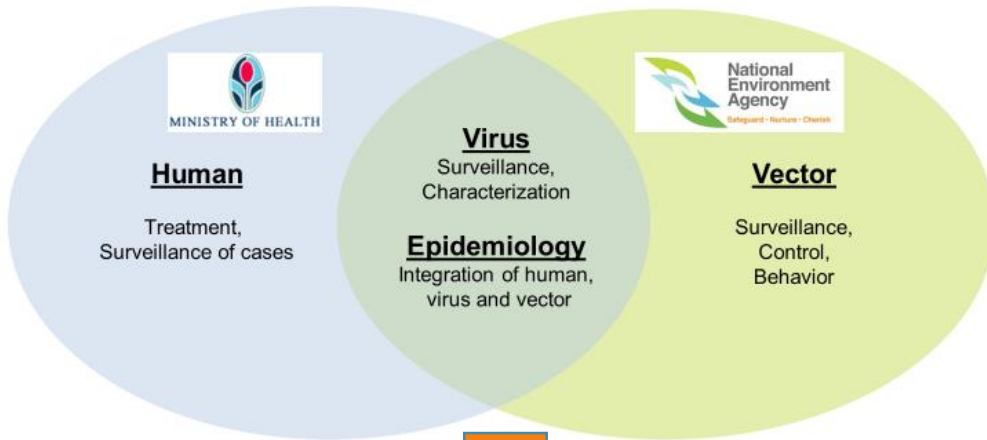 MINISTRY OF HEALTH
Human
Treatment,
Surveillance of cases
Virus
Surveillance,
Characterization
Epidemiology
Integration of human,
virus and vector
National
Environment
Agency
Safeguard • Nurture • Cherish
Vector
Surveillance,
Control,
Behavior